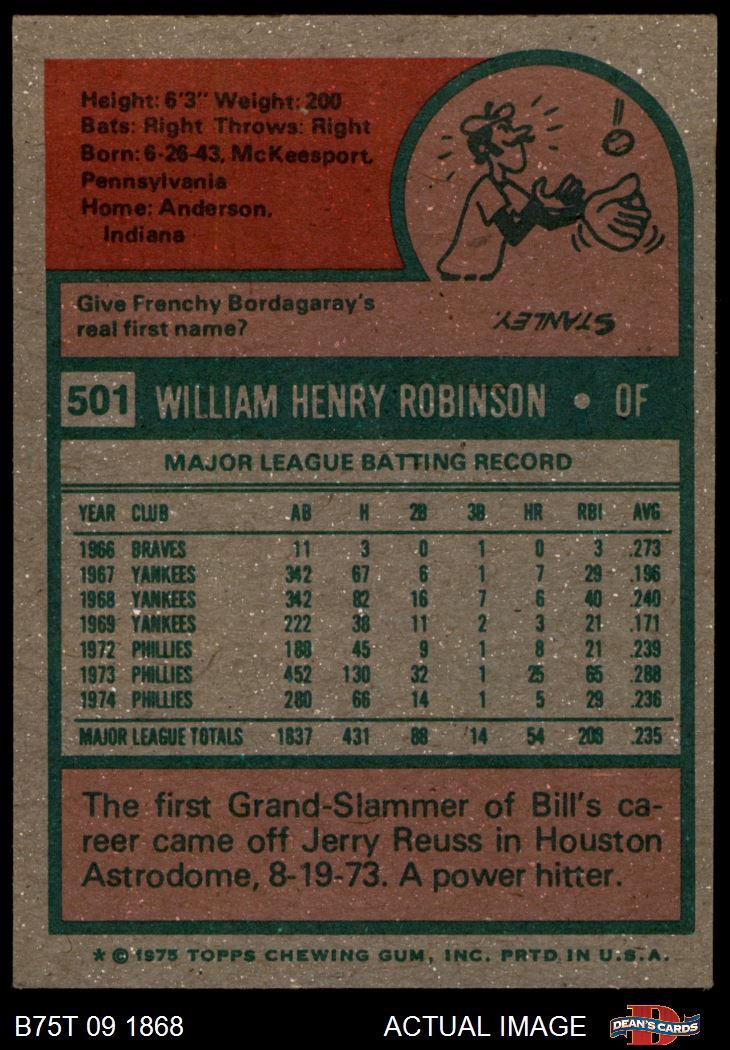 Height: 6'3" Weight: 200
Bats: Right Throws: Right
Born: 6-26-43, McKeesport,
Pennsylvania
Home: Anderson,
Indiana
Give Frenchy Bordagaray's
real first name?
STANLEY.
501 WILLIAM HENRY ROBINSON • OF
MAJOR LEAGUE BATTING RECORD
YEAR CLUB AB H 2B 3B HR RBI AVG
1966 BRAVES 11 3 0 1 0 3 .273
1967 YANKEES 342 67 6 1 7 29 .196
1968 YANKEES 342 82 16 7 6 40 .240
1969 YANKEES 222 38 11 2 3 21 .171
1972 PHILLIES 188 45 9 1 8 21 .239
1973 PHILLIES 452 130 32 1 25 65 .288
1974 PHILLIES 280 66 14 1 5 29 .236
MAJOR LEAGUE TOTALS 1837 431 88 14 54 208 .235
The first Grand-Slammer of Bill's ca-
reer came off Jerry Reuss in Houston
Astrodome, 8-19-73. A power hitter.
* © 1975 TOPPS CHEWING GUM, INC. PRTD. IN U.S.A.
B75T 09 1868 ACTUAL IMAGE
D
DEAN'S CARDS